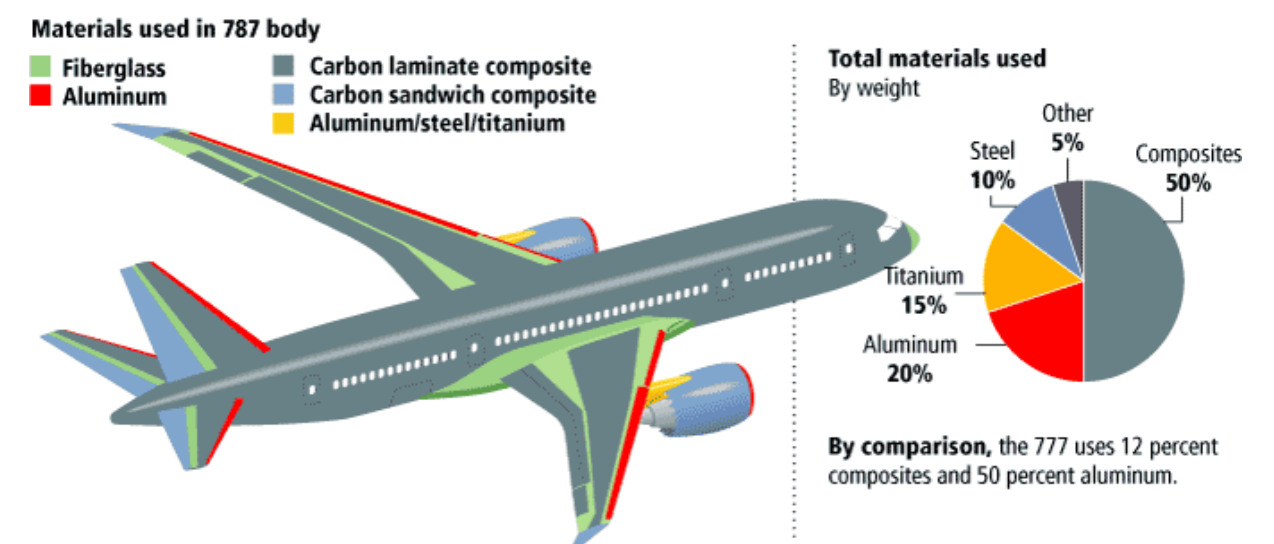 Materials used in 787 body
Fiberglass
Aluminum
Carbon laminate composite
Carbon sandwich composite
Aluminum/steel/titanium
Total materials used
By weight
Other
5%
Steel
10%
Composites
50%
Titanium
15%
Aluminum
20%
By comparison, the 777 uses 12 percent
composites and 50 percent aluminum.